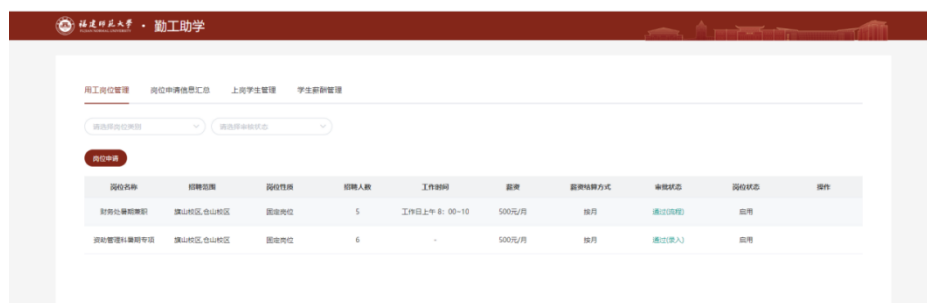 福建师范大学 · 勤工助学
用工岗位管理 岗位申请信息汇总 上岗学生管理 学生薪酬管理
请选择岗位类别 请选择审核状态
岗位申请
岗位名称 招聘范围 岗位性质 招聘人数 工作时间 薪资 薪资结算方式 审批状态 岗位状态 操作
财务处暑期兼职 旗山校区,仓山校区 固定岗位 5 工作日上午 8：00-10 500元/月 按月 通过(流程) 启用
资助管理科暑期专项 旗山校区,仓山校区 固定岗位 6 - 500元/月 按月 通过(录入) 启用